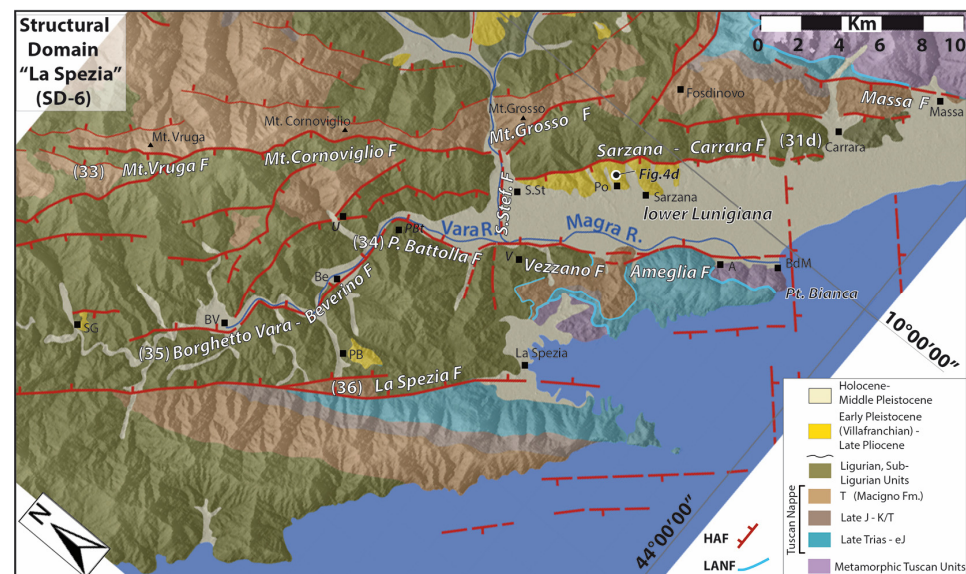 Structural
Domain
“La Spezia”
(SD-6)
Km
0 2 4 6 8 10
Fosdinovo
Massa F
Massa
Mt.Grosso
Mt. Cornoviglio
Mt.Grosso F
Mt. Vruga
Sarzana - Carrara F
(31d)
Carrara
Mt.Cornoviglio F
(33)
Mt.Vruga F
Fig.4d
Po
S.St
Sarzana
S.Stef. F
lower Lunigiana
U
Vara R.
Magra R.
PBt
(34)
P. Battolla F
V
Vezzano F
Ameglia F
A
BdM
Be
Pt. Bianca
BV
SG
(35)
Borghetto Vara - Beverino F
PB
La Spezia
10°00'00"
(36)
La Spezia F
Holocene-
Middle Pleistocene
Early Pleistocene
(Villafranchian) -
Late Pliocene
Ligurian, Sub-
Ligurian Units
Tuscan Nappe
T (Macigno Fm.)
Late J - K/T
Late Trias - eJ
Metamorphic Tuscan Units
44°00'00"
HAF
LANF
N